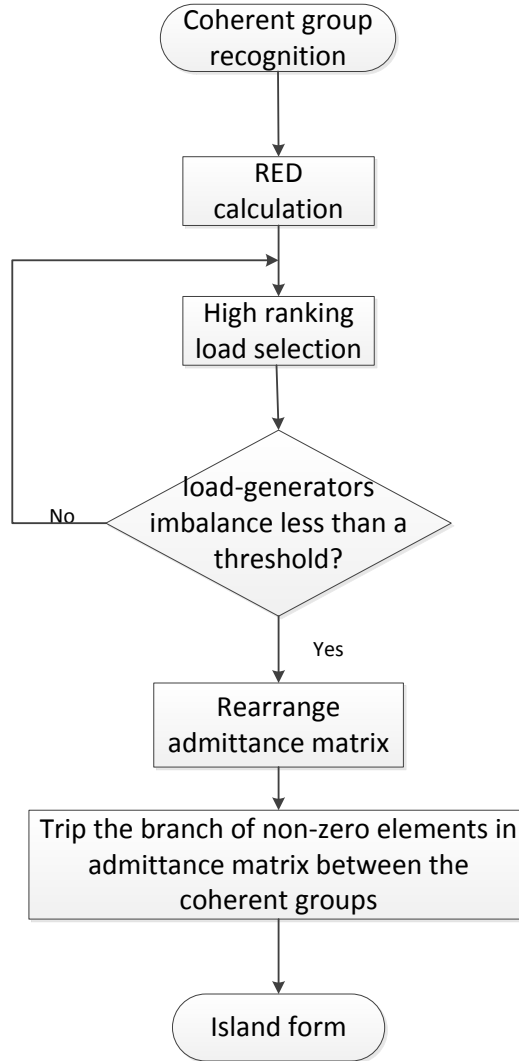 Coherent group
recognition
RED
calculation
High ranking
load selection
load-generators
imbalance less than a
threshold?
No
Yes
Rearrange
admittance matrix
Trip the branch of non-zero elements in
admittance matrix between the
coherent groups
Island form